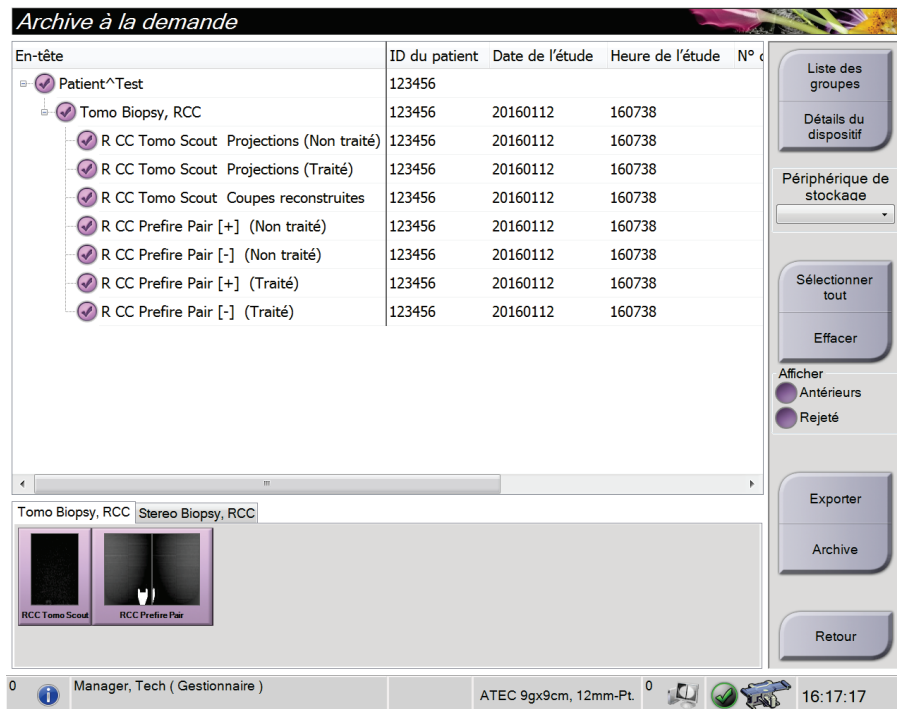 Archive à la demande
En-tête ID du patient Date de l'étude Heure de l'étude N°
Patient^Test 123456
Tomo Biopsy, RCC 123456 20160112 160738
R CC Tomo Scout Projections (Non traité) 123456 20160112 160738
R CC Tomo Scout Projections (Traité) 123456 20160112 160738
R CC Tomo Scout Coupes reconstruites 123456 20160112 160738
R CC Prefire Pair [+] (Non traité) 123456 20160112 160738
R CC Prefire Pair [-] (Non traité) 123456 20160112 160738
R CC Prefire Pair [+] (Traité) 123456 20160112 160738
R CC Prefire Pair [-] (Traité) 123456 20160112 160738
Liste des
groupes
Détails du
dispositif
Périphérique de
stockage
Sélectionner
tout
Effacer
Afficher
Antérieurs
Rejeté
Exporter
Archive
Retour
Tomo Biopsy, RCC Stereo Biopsy, RCC
RCC Tomo Scout RCC Prefire Pair
0 Manager, Tech ( Gestionnaire ) ATEC 9gx9cm, 12mm-Pt. 0 16:17:17